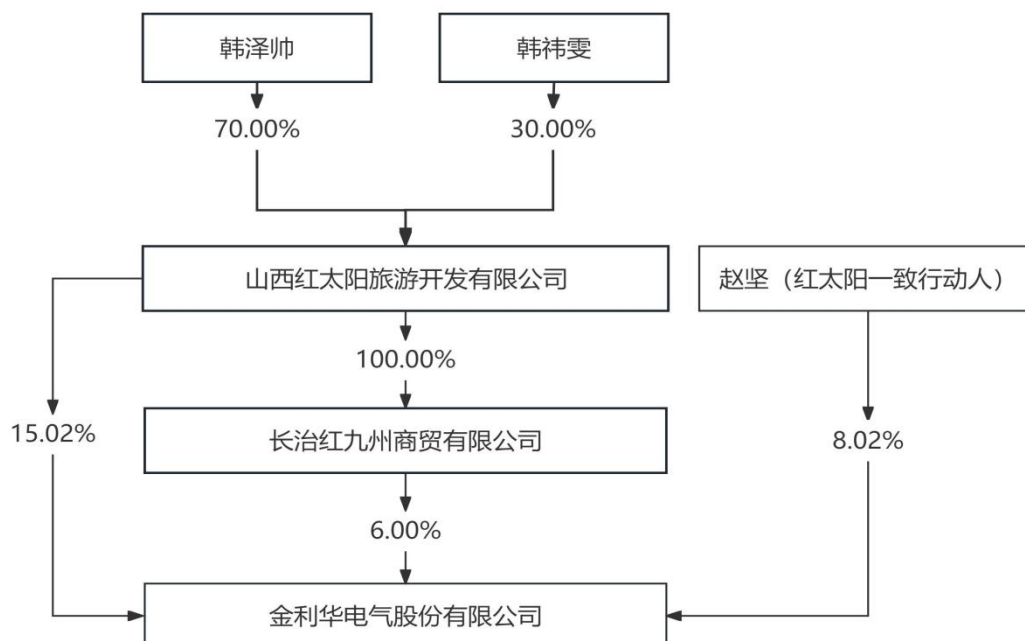 韩泽帅
韩祎雯
70.00%
30.00%
山西红太阳旅游开发有限公司
赵坚（红太阳一致行动人）
100.00%
15.02%
长治红九州商贸有限公司
8.02%
6.00%
金利华电气股份有限公司